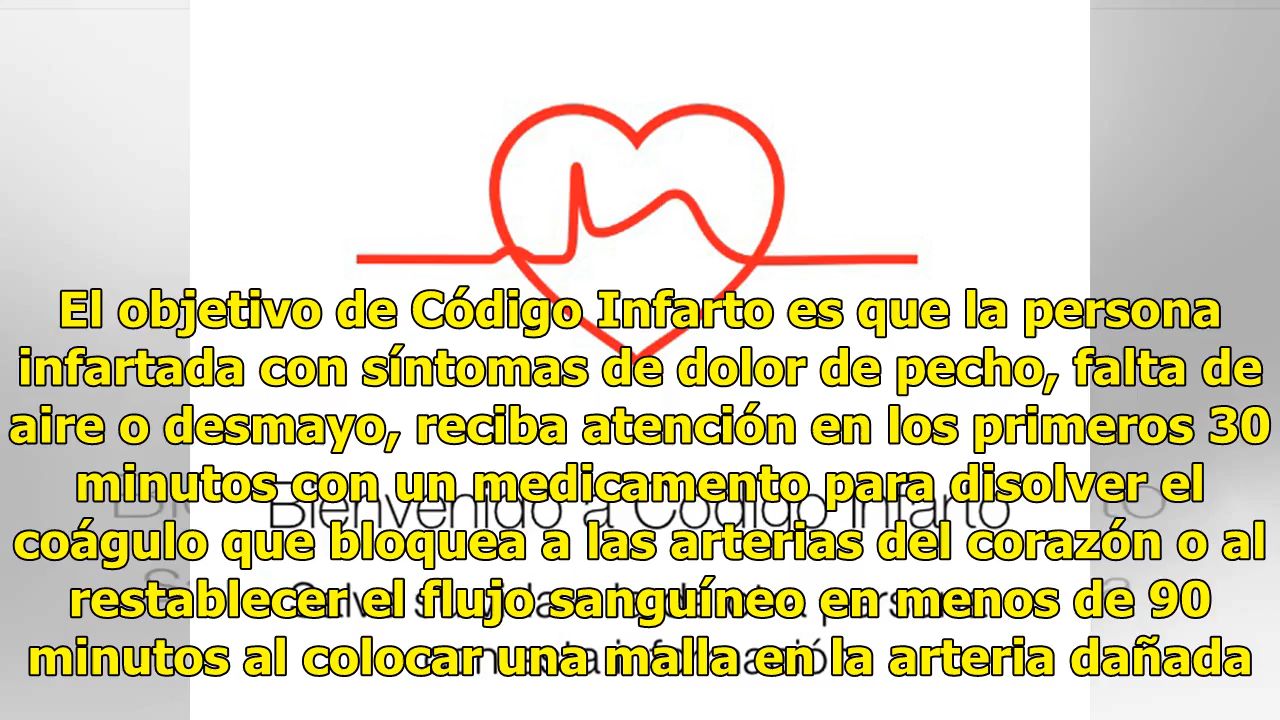 El objetivo de Código Infarto es que la persona
infartada con síntomas de dolor de pecho, falta de
aire o desmayo, reciba atención en los primeros 30
minutos con un medicamento para disolver el
Bienvenido a Código Infarto
coágulo que bloquea a las arterias del corazón o al
restablecer el flujo sanguíneo en menos de 90
minutos al colocar una malla en la arteria dañada